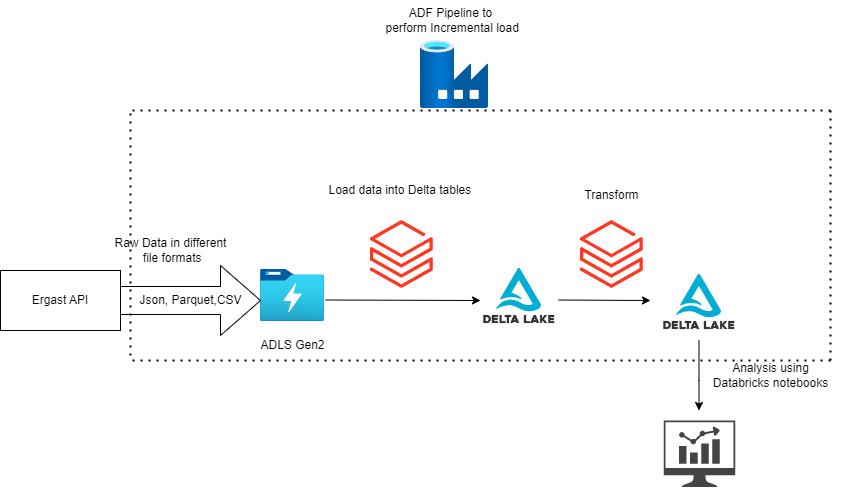 ADF Pipeline to
perform Incremental load
Load data into Delta tables
Transform
Raw Data in different
file formats
Ergast API
Json, Parquet,CSV
ADLS Gen2
DELTA LAKE
DELTA LAKE
Analysis using
Databricks notebooks